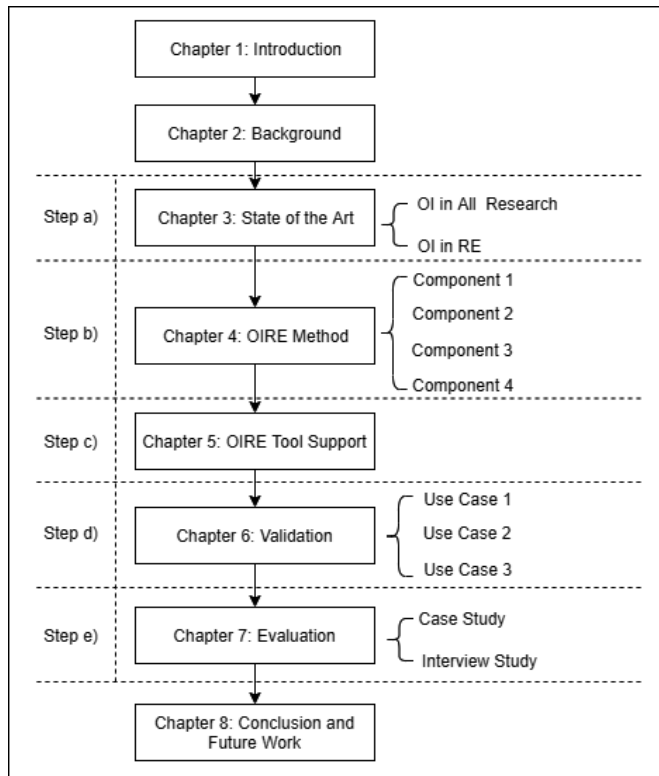 Chapter 1: Introduction
Chapter 2: Background
Step a)
Chapter 3: State of the Art
OI in All Research
OI in RE
Step b)
Chapter 4: OIRE Method
Component 1
Component 2
Component 3
Component 4
Step c)
Chapter 5: OIRE Tool Support
Step d)
Chapter 6: Validation
Use Case 1
Use Case 2
Use Case 3
Step e)
Chapter 7: Evaluation
Case Study
Interview Study
Chapter 8: Conclusion and
Future Work